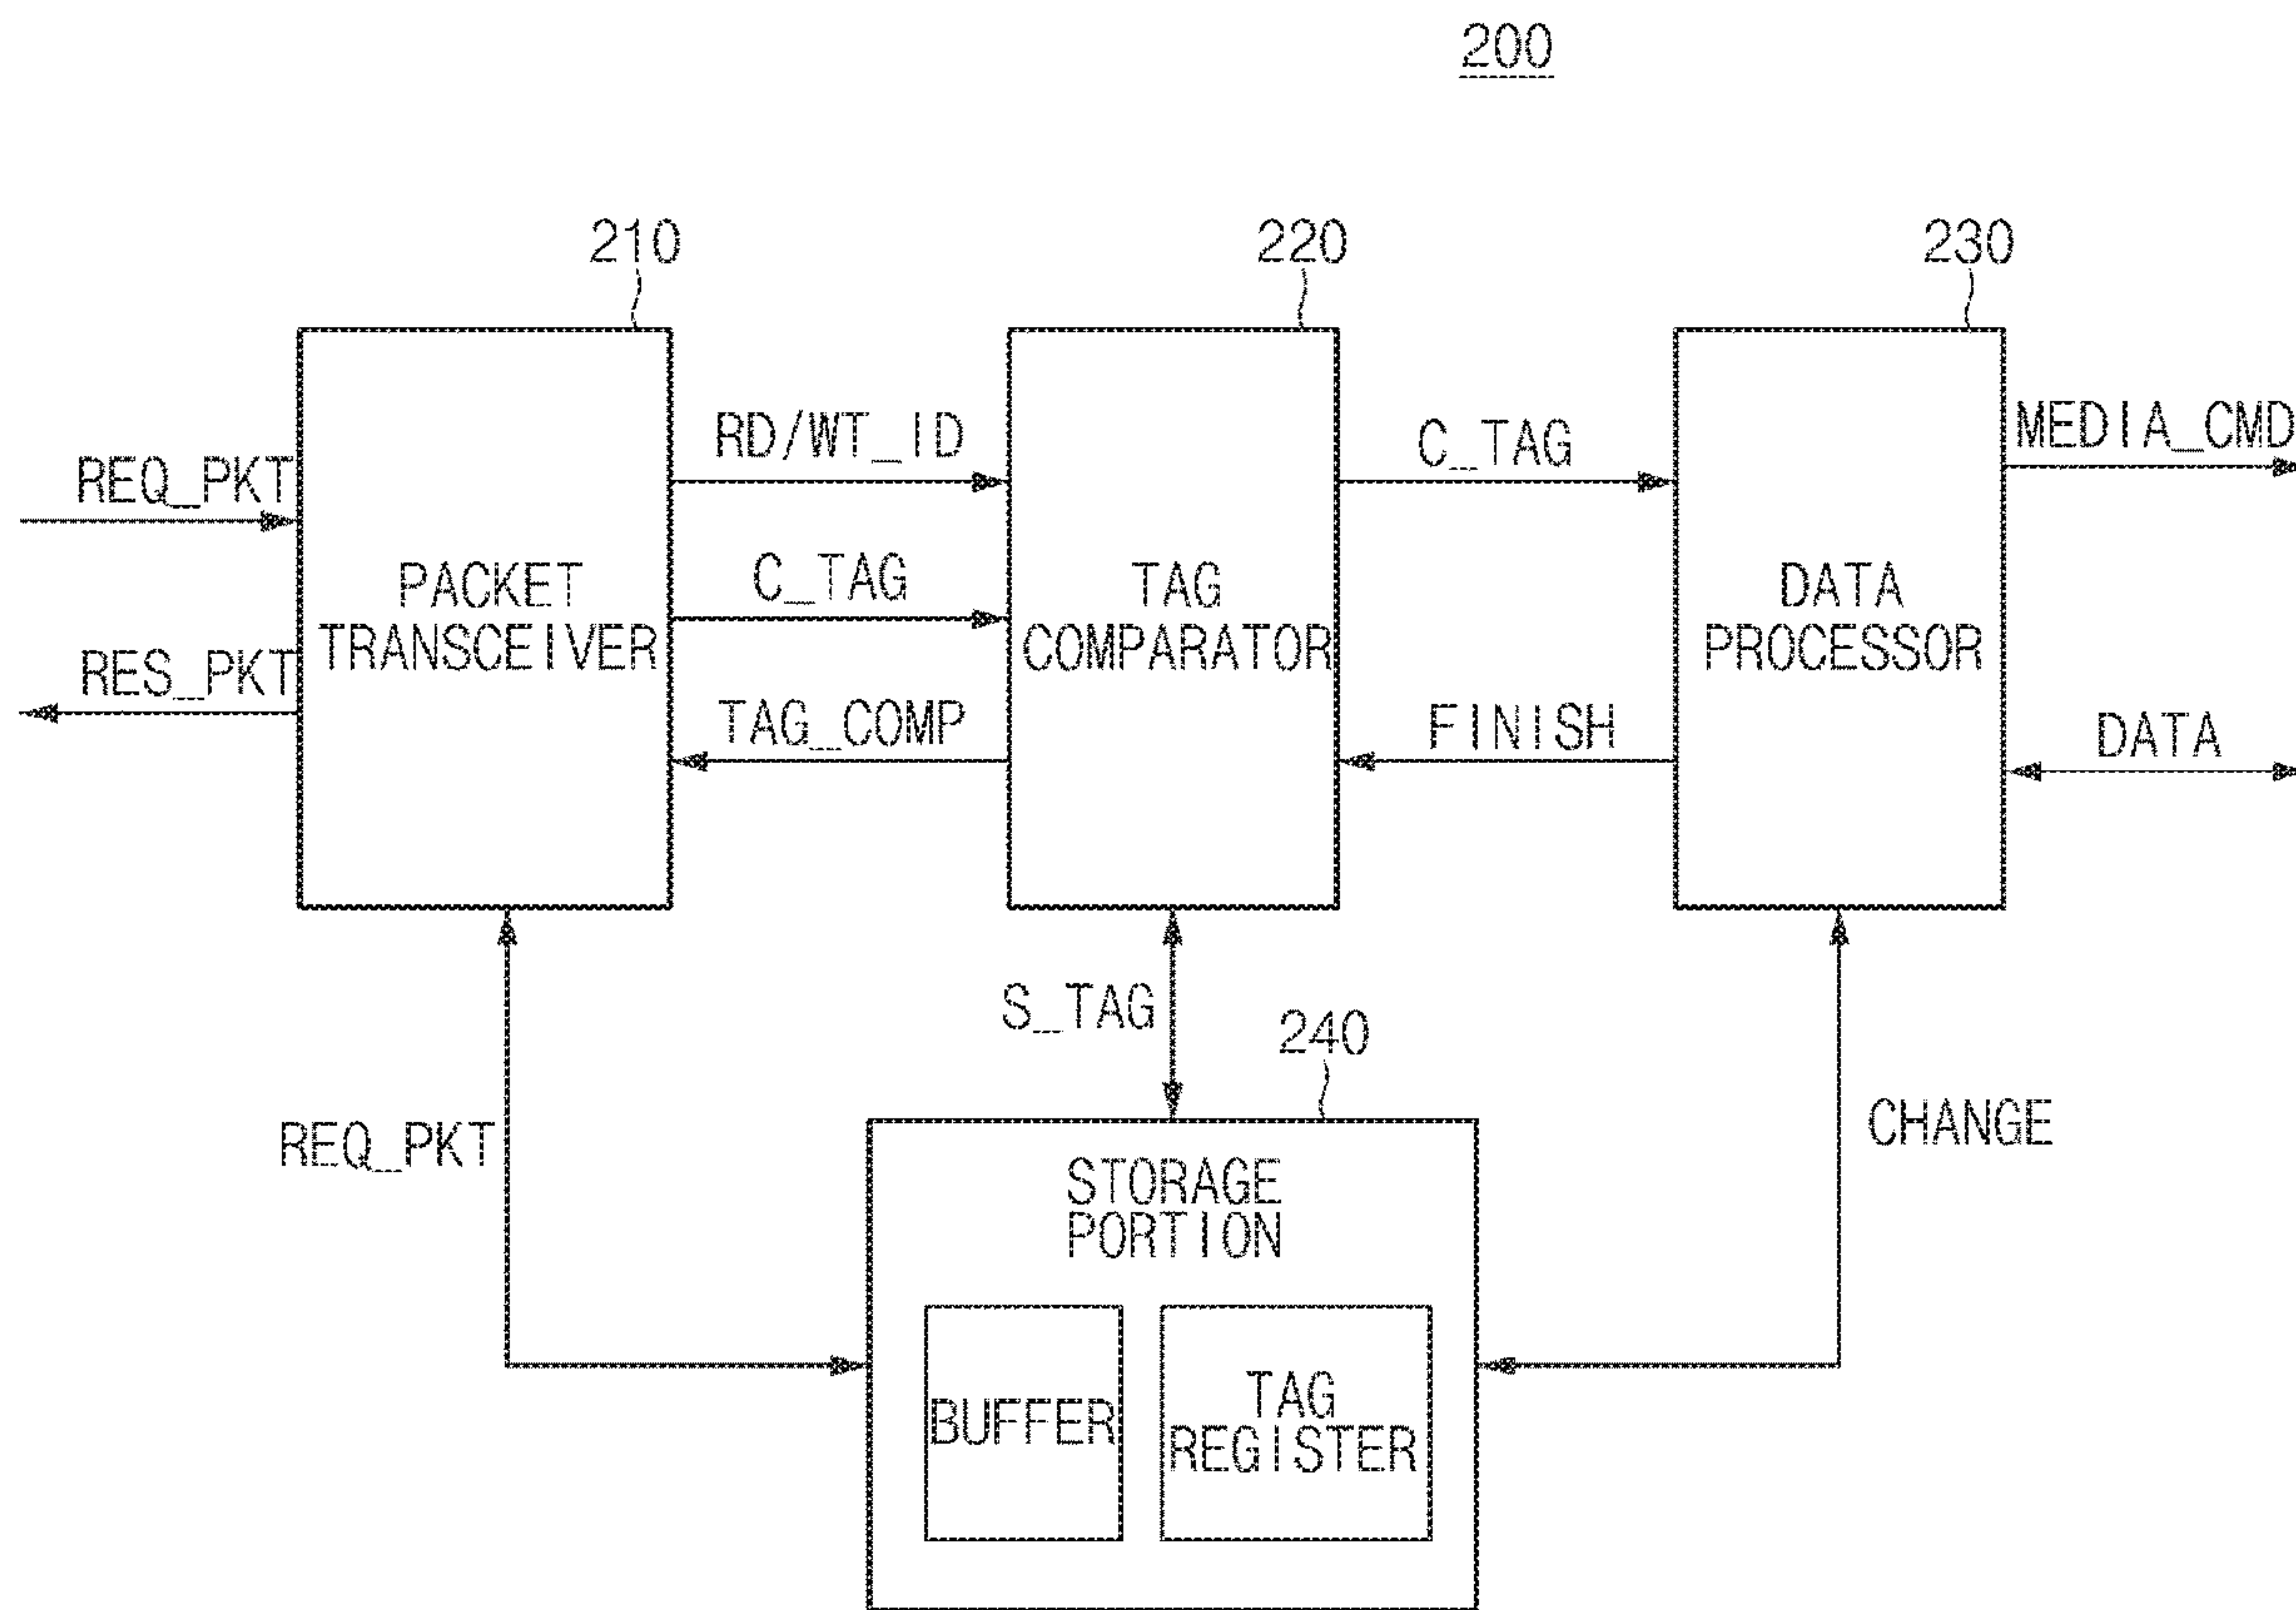 200
210
220
230
REQ_PKT
RES_PKT
PACKET
TRANSCEIVER
RD/WT_ID
C_TAG
TAG_COMP
TAG
COMPARATOR
C_TAG
FINISH
DATA
PROCESSOR
MEDIA_CMD
DATA
REQ_PKT
S_TAG
240
CHANGE
STORAGE
PORTION
BUFFER
TAG
REGISTER